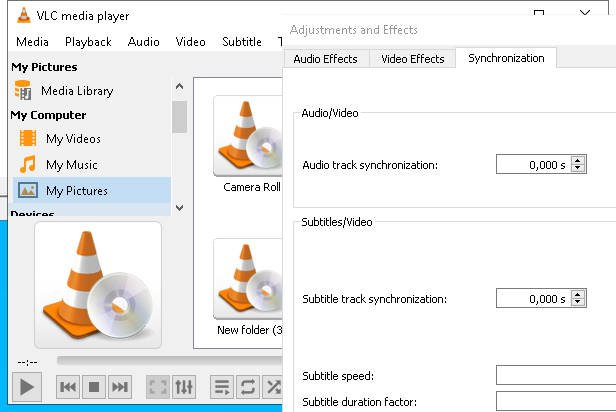 VLC media player
Media Playback Audio Video Subtitle
My Pictures
Media Library
My Computer
My Videos
My Music
My Pictures
Devices
Camera Roll
New folder (3
--:--
Adjustments and Effects
Audio Effects Video Effects Synchronization
Audio/Video
Audio track synchronization: 0,000 s
Subtitles/Video
Subtitle track synchronization: 0,000 s
Subtitle speed:
Subtitle duration factor: